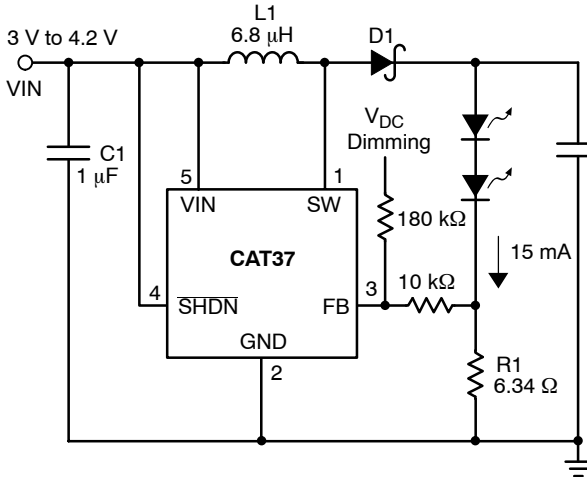 L1
6.8 μH
D1
3 V to 4.2 V
VIN
C1
1 μF
V_DC
Dimming
5
1
VIN
SW
180 kΩ
CAT37
15 mA
10 kΩ
4
3
SHDN
FB
GND
2
R1
6.34 Ω